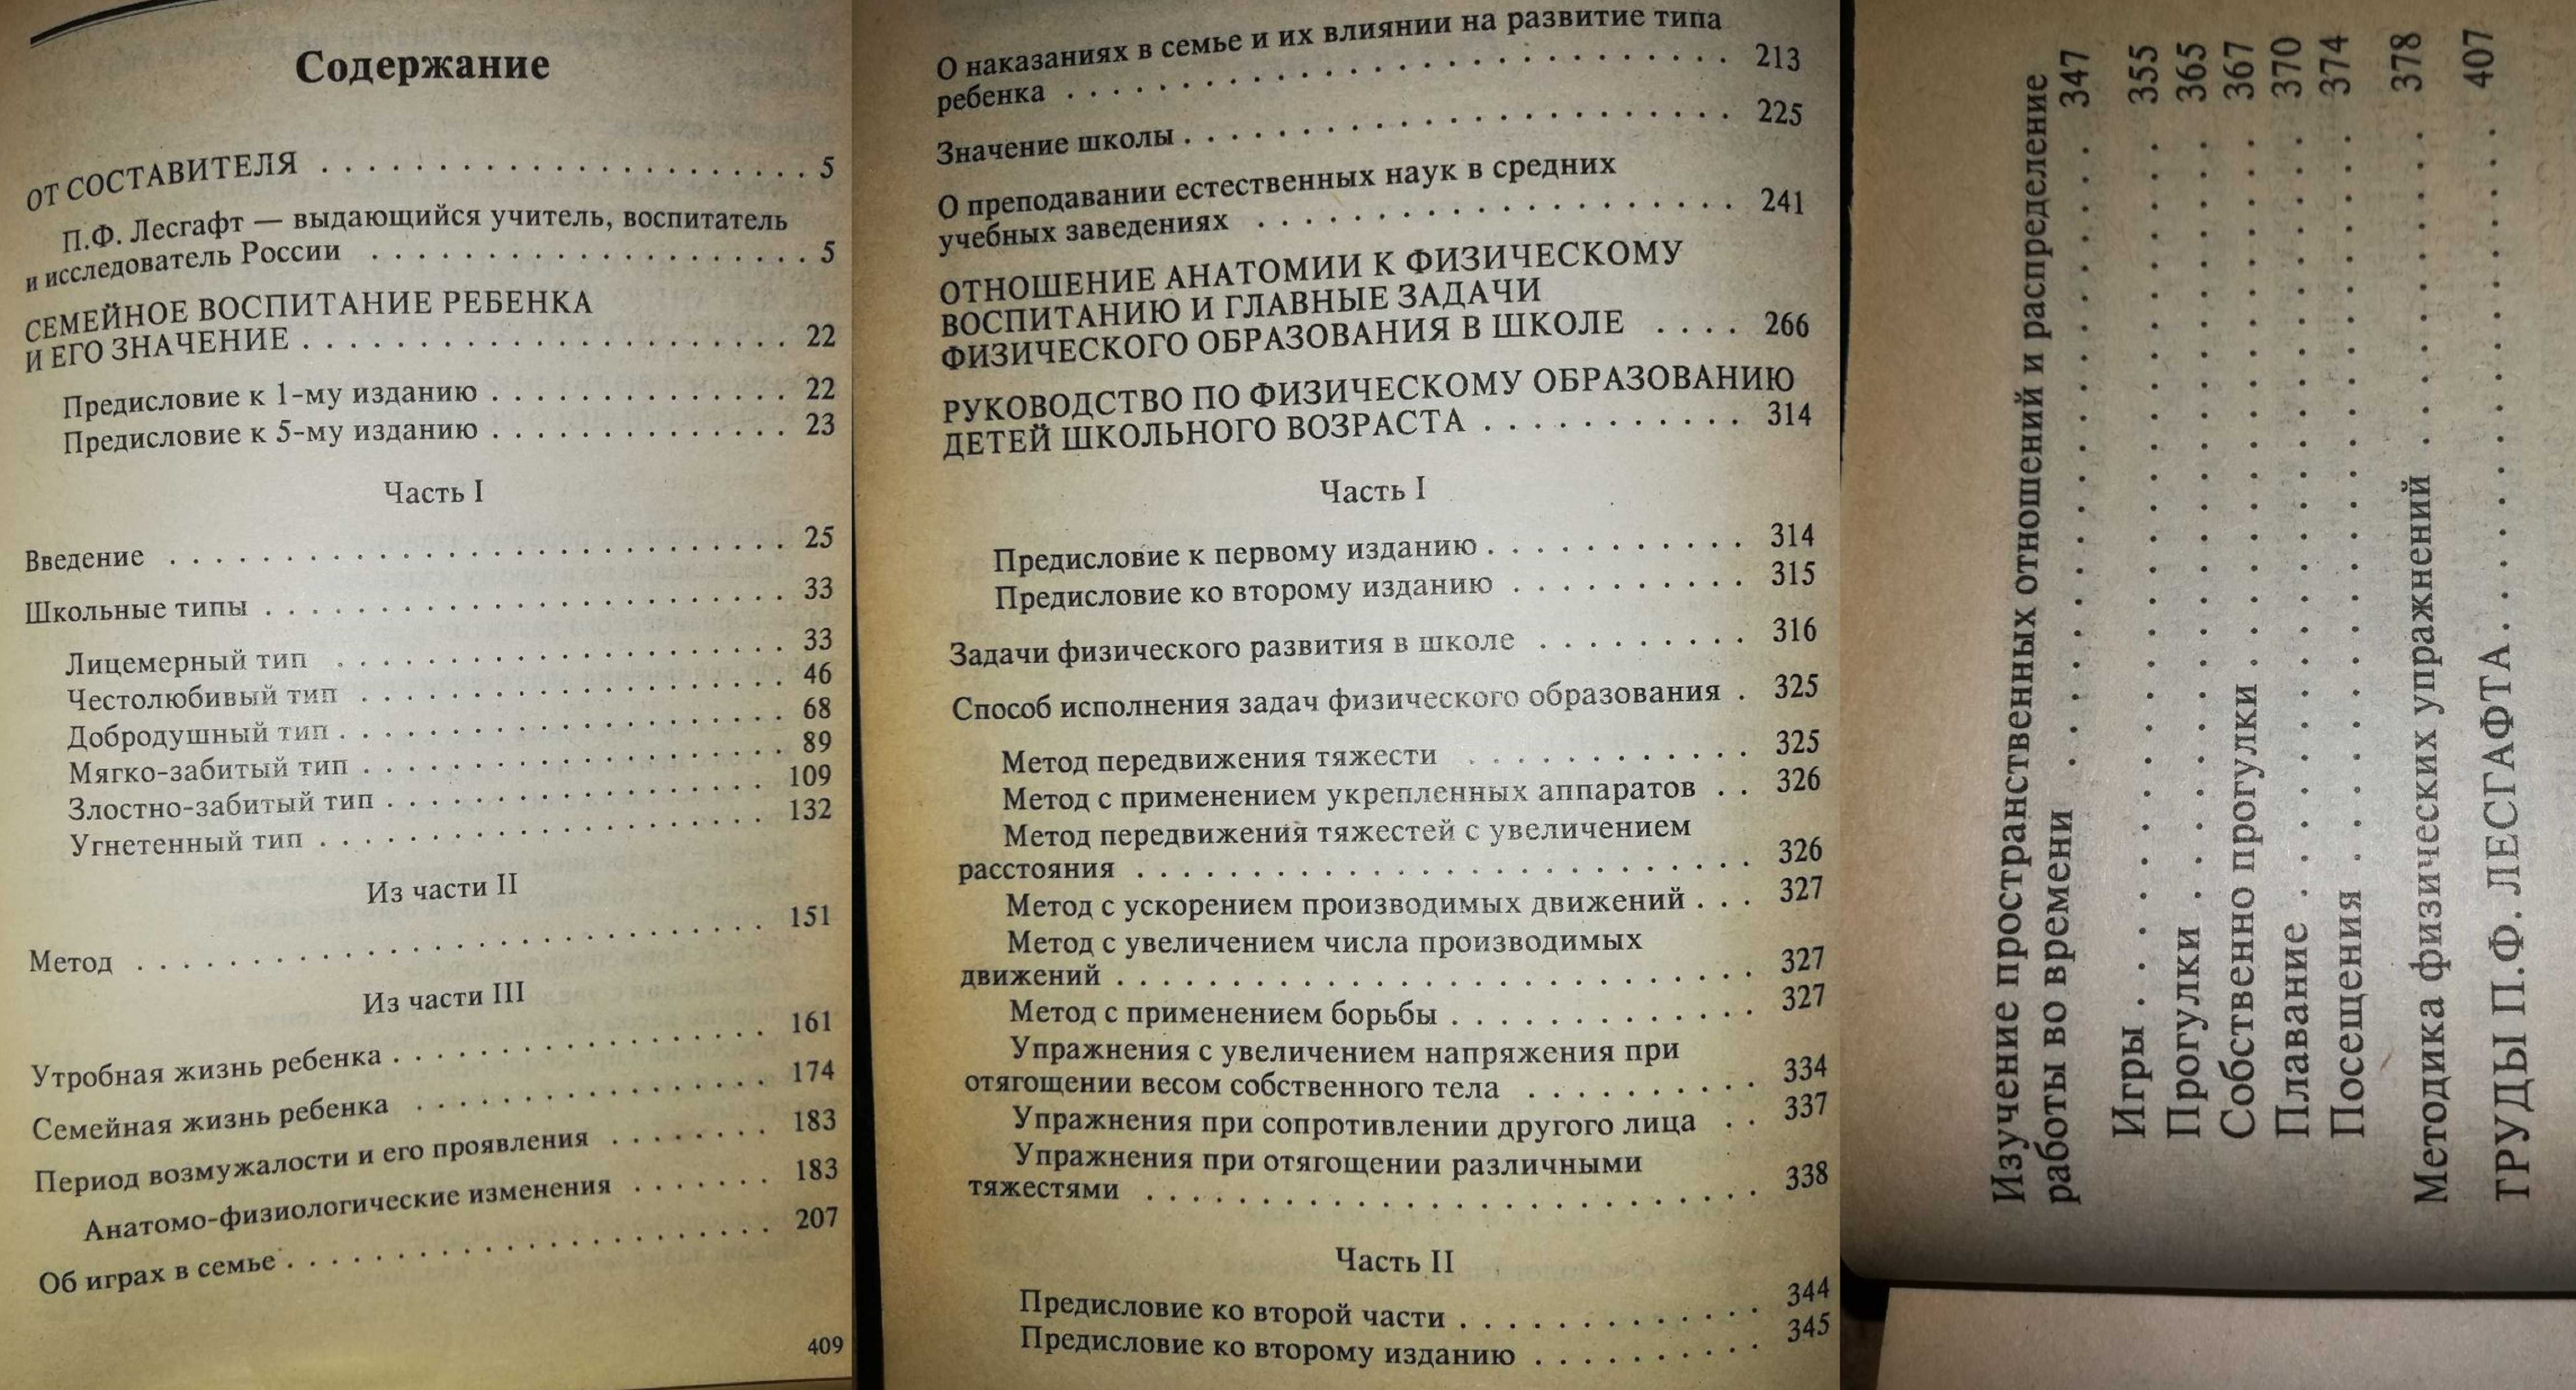 Содержание
ОТ СОСТАВИТЕЛЯ . . . . . . . . . . . . . . . . . . . . 5
П.Ф. Лесгафт — выдающийся учитель, воспитатель
и исследователь России . . . . . . . . . . . . . . . . . . 5
СЕМЕЙНОЕ ВОСПИТАНИЕ РЕБЕНКА
И ЕГО ЗНАЧЕНИЕ . . . . . . . . . . . . . . . . . . . . 22
Предисловие к 1-му изданию . . . . . . . . . . . . . 22
Предисловие к 5-му изданию . . . . . . . . . . . . . 23
Часть I
Введение . . . . . . . . . . . . . . . . . . . . . . . . 25
Школьные типы . . . . . . . . . . . . . . . . . . . . . 33
Лицемерный тип . . . . . . . . . . . . . . . . . . . 33
Честолюбивый тип . . . . . . . . . . . . . . . . . . 46
Добродушный тип . . . . . . . . . . . . . . . . . . . 68
Мягко-забитый тип . . . . . . . . . . . . . . . . . . 89
Злостно-забитый тип . . . . . . . . . . . . . . . . . 109
Угнетенный тип . . . . . . . . . . . . . . . . . . . 132
Из части II
Метод . . . . . . . . . . . . . . . . . . . . . . . . 151
Из части III
Утробная жизнь ребенка . . . . . . . . . . . . . . . . 161
Семейная жизнь ребенка . . . . . . . . . . . . . . . . 174
Период возмужалости и его проявления . . . . . . . . 183
Анатомо-физиологические изменения . . . . . . . 183
Об играх в семье . . . . . . . . . . . . . . . . . . . . 207
409
О наказаниях в семье и их влиянии на развитие типа
ребенка . . . . . . . . . . . . . . . . . . . . . . . . 213
Значение школы . . . . . . . . . . . . . . . . . . . . 225
О преподавании естественных наук в средних
учебных заведениях . . . . . . . . . . . . . . . . . . 241
ОТНОШЕНИЕ АНАТОМИИ К ФИЗИЧЕСКОМУ
ВОСПИТАНИЮ И ГЛАВНЫЕ ЗАДАЧИ
ФИЗИЧЕСКОГО ОБРАЗОВАНИЯ В ШКОЛЕ . . . . 266
РУКОВОДСТВО ПО ФИЗИЧЕСКОМУ ОБРАЗОВАНИЮ
ДЕТЕЙ ШКОЛЬНОГО ВОЗРАСТА . . . . . . . . . . . 314
Часть I
Предисловие к первому изданию . . . . . . . . . . . 314
Предисловие ко второму изданию . . . . . . . . . . 315
Задачи физического развития в школе . . . . . . . . . 316
Способ исполнения задач физического образования . 325
Метод передвижения тяжести . . . . . . . . . . . . 325
Метод с применением укрепленных аппаратов . . 326
Метод передвижения тяжестей с увеличением
расстояния . . . . . . . . . . . . . . . . . . . . . . 326
Метод с ускорением производимых движений . . . 327
Метод с увеличением числа производимых
движений . . . . . . . . . . . . . . . . . . . . . . . 327
Метод с применением борьбы . . . . . . . . . . . . . 327
Упражнения с увеличением напряжения при
отягощении весом собственного тела . . . . . . . . 334
Упражнения при сопротивлении другого лица . . 337
Упражнения при отягощении различными
тяжестями . . . . . . . . . . . . . . . . . . . . . . 338
Часть II
Предисловие ко второй части . . . . . . . . . . . . . 344
Предисловие ко второму изданию . . . . . . . . . . 345
Изучение пространственных отношений и распределение
работы во времени . . . . . . . . . . . . . . . . . . 347
Игры . . . . . . . . . . . . . . . . . . . . . . . . 355
Прогулки . . . . . . . . . . . . . . . . . . . . . . 365
Собственно прогулки . . . . . . . . . . . . . . . . 367
Плавание . . . . . . . . . . . . . . . . . . . . . . 370
Посещения . . . . . . . . . . . . . . . . . . . . . 374
Методика физических упражнений . . . . . . . . . . 378
ТРУДЫ П.Ф. ЛЕСГАФТА . . . . . . . . . . . . . . . . 407